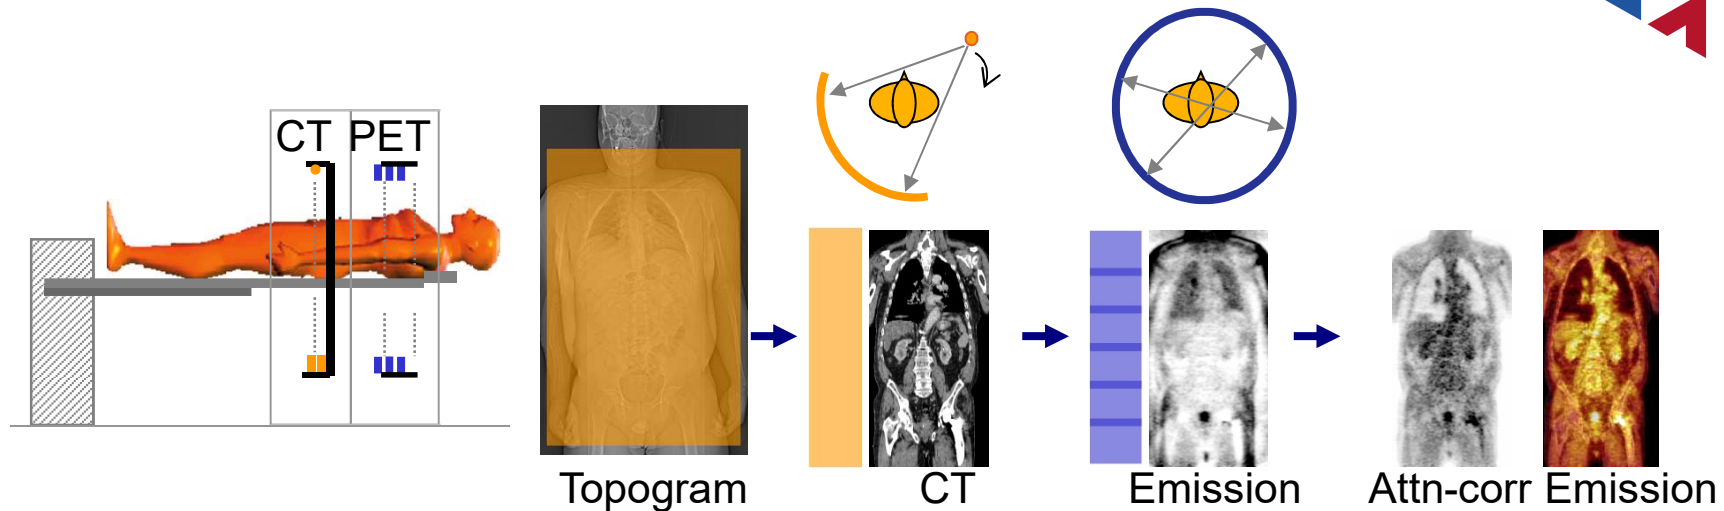 CT PET
Topogram
CT
Emission
Attn-corr Emission